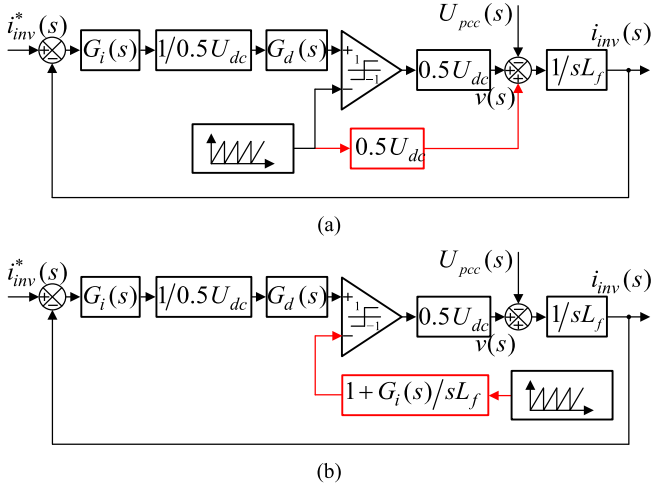 i*inv(s) Upcc(s) iinv(s)
+ − Gi(s) 1/0.5Udc Gd(s) + − 1 −1 0.5Udc + − + 1/sLf
v(s)
0.5Udc
(a)
i*inv(s) Upcc(s) iinv(s)
+ − Gi(s) 1/0.5Udc Gd(s) + − 1 −1 0.5Udc 1/sLf
v(s)
1+Gi(s)/sLf
(b)